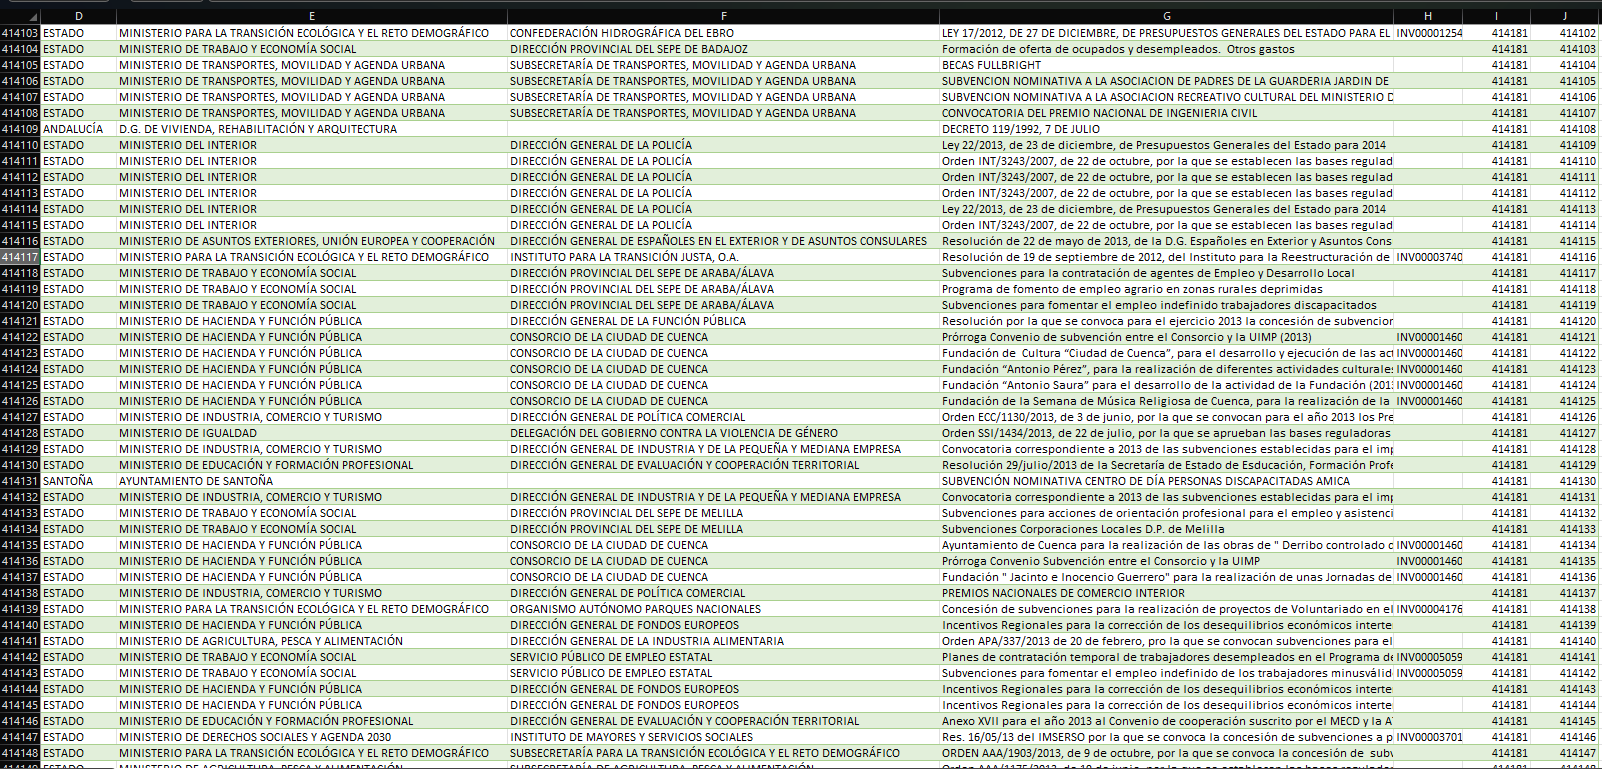 D E F G H I J
414103 ESTADO MINISTERIO PARA LA TRANSICIÓN ECOLÓGICA Y EL RETO DEMOGRÁFICO CONFEDERACIÓN HIDROGRÁFICA DEL EBRO LEY 17/2012, DE 27 DE DICIEMBRE, DE PRESUPUESTOS GENERALES DEL ESTADO PARA EL INV00001254 414181 414102
414104 ESTADO MINISTERIO DE TRABAJO Y ECONOMÍA SOCIAL DIRECCIÓN PROVINCIAL DEL SEPE DE BADAJOZ Formación de oferta de ocupados y desempleados. Otros gastos 414181 414103
414105 ESTADO MINISTERIO DE TRANSPORTES, MOVILIDAD Y AGENDA URBANA SUBSECRETARÍA DE TRANSPORTES, MOVILIDAD Y AGENDA URBANA BECAS FULLBRIGHT 414181 414104
414106 ESTADO MINISTERIO DE TRANSPORTES, MOVILIDAD Y AGENDA URBANA SUBSECRETARÍA DE TRANSPORTES, MOVILIDAD Y AGENDA URBANA SUBVENCION NOMINATIVA A LA ASOCIACION DE PADRES DE LA GUARDERIA JARDIN DE 414181 414105
414107 ESTADO MINISTERIO DE TRANSPORTES, MOVILIDAD Y AGENDA URBANA SUBSECRETARÍA DE TRANSPORTES, MOVILIDAD Y AGENDA URBANA SUBVENCION NOMINATIVA A LA ASOCIACION RECREATIVO CULTURAL DEL MINISTERIO D 414181 414106
414108 ESTADO MINISTERIO DE TRANSPORTES, MOVILIDAD Y AGENDA URBANA SUBSECRETARÍA DE TRANSPORTES, MOVILIDAD Y AGENDA URBANA CONVOCATORIA DEL PREMIO NACIONAL DE INGENIERIA CIVIL 414181 414107
414109 ANDALUCÍA D.G. DE VIVIENDA, REHABILITACIÓN Y ARQUITECTURA DECRETO 119/1992, 7 DE JULIO 414181 414108
414110 ESTADO MINISTERIO DEL INTERIOR DIRECCIÓN GENERAL DE LA POLICÍA Ley 22/2013, de 23 de diciembre, de Presupuestos Generales del Estado para 2014 414181 414109
414111 ESTADO MINISTERIO DEL INTERIOR DIRECCIÓN GENERAL DE LA POLICÍA Orden INT/3243/2007, de 22 de octubre, por la que se establecen las bases regulad 414181 414110
414112 ESTADO MINISTERIO DEL INTERIOR DIRECCIÓN GENERAL DE LA POLICÍA Orden INT/3243/2007, de 22 de octubre, por la que se establecen las bases regulad 414181 414111
414113 ESTADO MINISTERIO DEL INTERIOR DIRECCIÓN GENERAL DE LA POLICÍA Orden INT/3243/2007, de 22 de octubre, por la que se establecen las bases regulad 414181 414112
414114 ESTADO MINISTERIO DEL INTERIOR DIRECCIÓN GENERAL DE LA POLICÍA Ley 22/2013, de 23 de diciembre, de Presupuestos Generales del Estado para 2014 414181 414113
414115 ESTADO MINISTERIO DEL INTERIOR DIRECCIÓN GENERAL DE LA POLICÍA Orden INT/3243/2007, de 22 de octubre, por la que se establecen las bases regulad 414181 414114
414116 ESTADO MINISTERIO DE ASUNTOS EXTERIORES, UNIÓN EUROPEA Y COOPERACIÓN DIRECCIÓN GENERAL DE ESPAÑOLES EN EL EXTERIOR Y DE ASUNTOS CONSULARES Resolución de 22 de mayo de 2013, de la D.G. Españoles en Exterior y Asuntos Cons 414181 414115
414117 ESTADO MINISTERIO PARA LA TRANSICIÓN ECOLÓGICA Y EL RETO DEMOGRÁFICO INSTITUTO PARA LA TRANSICIÓN JUSTA, O.A. Resolución de 19 de septiembre de 2012, del Instituto para la Reestructuración de INV00003740 414181 414116
414118 ESTADO MINISTERIO DE TRABAJO Y ECONOMÍA SOCIAL DIRECCIÓN PROVINCIAL DEL SEPE DE ARABA/ÁLAVA Subvenciones para la contratación de agentes de Empleo y Desarrollo Local 414181 414117
414119 ESTADO MINISTERIO DE TRABAJO Y ECONOMÍA SOCIAL DIRECCIÓN PROVINCIAL DEL SEPE DE ARABA/ÁLAVA Programa de fomento de empleo agrario en zonas rurales deprimidas 414181 414118
414120 ESTADO MINISTERIO DE TRABAJO Y ECONOMÍA SOCIAL DIRECCIÓN PROVINCIAL DEL SEPE DE ARABA/ÁLAVA Subvenciones para fomentar el empleo indefinido trabajadores discapacitados 414181 414119
414121 ESTADO MINISTERIO DE HACIENDA Y FUNCIÓN PÚBLICA DIRECCIÓN GENERAL DE LA FUNCIÓN PÚBLICA Resolución por la que se convoca para el ejercicio 2013 la concesión de subvencior 414181 414120
414122 ESTADO MINISTERIO DE HACIENDA Y FUNCIÓN PÚBLICA CONSORCIO DE LA CIUDAD DE CUENCA Prórroga Convenio de subvención entre el Consorcio y la UIMP (2013) INV00001460 414181 414121
414123 ESTADO MINISTERIO DE HACIENDA Y FUNCIÓN PÚBLICA CONSORCIO DE LA CIUDAD DE CUENCA Fundación de Cultura “Ciudad de Cuenca”, para el desarrollo y ejecución de las act INV00001460 414181 414122
414124 ESTADO MINISTERIO DE HACIENDA Y FUNCIÓN PÚBLICA CONSORCIO DE LA CIUDAD DE CUENCA Fundación “Antonio Pérez”, para la realización de diferentes actividades culturales INV00001460 414181 414123
414125 ESTADO MINISTERIO DE HACIENDA Y FUNCIÓN PÚBLICA CONSORCIO DE LA CIUDAD DE CUENCA Fundación “Antonio Saura” para el desarrollo de la actividad de la Fundación (201 INV00001460 414181 414124
414126 ESTADO MINISTERIO DE HACIENDA Y FUNCIÓN PÚBLICA CONSORCIO DE LA CIUDAD DE CUENCA Fundación de la Semana de Música Religiosa de Cuenca, para la realización de la INV00001460 414181 414125
414127 ESTADO MINISTERIO DE INDUSTRIA, COMERCIO Y TURISMO DIRECCIÓN GENERAL DE POLÍTICA COMERCIAL Orden ECC/1130/2013, de 3 de junio, por la que se convocan para el año 2013 los Pre 414181 414126
414128 ESTADO MINISTERIO DE IGUALDAD DELEGACIÓN DEL GOBIERNO CONTRA LA VIOLENCIA DE GÉNERO Orden SSI/1434/2013, de 22 de julio, por la que se aprueban las bases reguladoras 414181 414127
414129 ESTADO MINISTERIO DE INDUSTRIA, COMERCIO Y TURISMO DIRECCIÓN GENERAL DE INDUSTRIA Y DE LA PEQUEÑA Y MEDIANA EMPRESA Convocatoria correspondiente a 2013 de las subvenciones establecidas para el imp 414181 414128
414130 ESTADO MINISTERIO DE EDUCACIÓN Y FORMACIÓN PROFESIONAL DIRECCIÓN GENERAL DE EVALUACIÓN Y COOPERACIÓN TERRITORIAL Resolución 29/julio/2013 de la Secretaría de Estado de Esducación, Formación Profe 414181 414129
414131 SANTOÑA AYUNTAMIENTO DE SANTOÑA SUBVENCIÓN NOMINATIVA CENTRO DE DÍA PERSONAS DISCAPACITADAS AMICA 414181 414130
414132 ESTADO MINISTERIO DE INDUSTRIA, COMERCIO Y TURISMO DIRECCIÓN GENERAL DE INDUSTRIA Y DE LA PEQUEÑA Y MEDIANA EMPRESA Convocatoria correspondiente a 2013 de las subvenciones establecidas para el imp 414181 414131
414133 ESTADO MINISTERIO DE TRABAJO Y ECONOMÍA SOCIAL DIRECCIÓN PROVINCIAL DEL SEPE DE MELILLA Subvenciones para acciones de orientación profesional para el empleo y asistenci 414181 414132
414134 ESTADO MINISTERIO DE TRABAJO Y ECONOMÍA SOCIAL DIRECCIÓN PROVINCIAL DEL SEPE DE MELILLA Subvenciones Corporaciones Locales D.P. de Melilla 414181 414133
414135 ESTADO MINISTERIO DE HACIENDA Y FUNCIÓN PÚBLICA CONSORCIO DE LA CIUDAD DE CUENCA Ayuntamiento de Cuenca para la realización de las obras de " Derribo controlado d INV00001460 414181 414134
414136 ESTADO MINISTERIO DE HACIENDA Y FUNCIÓN PÚBLICA CONSORCIO DE LA CIUDAD DE CUENCA Prórroga Convenio Subvención entre el Consorcio y la UIMP INV00001460 414181 414135
414137 ESTADO MINISTERIO DE HACIENDA Y FUNCIÓN PÚBLICA CONSORCIO DE LA CIUDAD DE CUENCA Fundación " Jacinto e Inocencio Guerrero" para la realización de unas Jornadas de INV00001460 414181 414136
414138 ESTADO MINISTERIO DE INDUSTRIA, COMERCIO Y TURISMO DIRECCIÓN GENERAL DE POLÍTICA COMERCIAL PREMIOS NACIONALES DE COMERCIO INTERIOR 414181 414137
414139 ESTADO MINISTERIO PARA LA TRANSICIÓN ECOLÓGICA Y EL RETO DEMOGRÁFICO ORGANISMO AUTÓNOMO PARQUES NACIONALES Concesión de subvenciones para la realización de proyectos de Voluntariado en el INV00004176 414181 414138
414140 ESTADO MINISTERIO DE HACIENDA Y FUNCIÓN PÚBLICA DIRECCIÓN GENERAL DE FONDOS EUROPEOS Incentivos Regionales para la corrección de los desequilibrios económicos interte 414181 414139
414141 ESTADO MINISTERIO DE AGRICULTURA, PESCA Y ALIMENTACIÓN DIRECCIÓN GENERAL DE LA INDUSTRIA ALIMENTARIA Orden APA/337/2013 de 20 de febrero, pro la que se convocan subvenciones para el 414181 414140
414142 ESTADO MINISTERIO DE TRABAJO Y ECONOMÍA SOCIAL SERVICIO PÚBLICO DE EMPLEO ESTATAL Planes de contratación temporal de trabajadores desempleados en el Programa de INV00005059 414181 414141
414143 ESTADO MINISTERIO DE TRABAJO Y ECONOMÍA SOCIAL SERVICIO PÚBLICO DE EMPLEO ESTATAL Subvenciones para fomentar el empleo indefinido de los trabajadores minusválid INV00005059 414181 414142
414144 ESTADO MINISTERIO DE HACIENDA Y FUNCIÓN PÚBLICA DIRECCIÓN GENERAL DE FONDOS EUROPEOS Incentivos Regionales para la corrección de los desequilibrios económicos interte 414181 414143
414145 ESTADO MINISTERIO DE HACIENDA Y FUNCIÓN PÚBLICA DIRECCIÓN GENERAL DE FONDOS EUROPEOS Incentivos Regionales para la corrección de los desequilibrios económicos interte 414181 414144
414146 ESTADO MINISTERIO DE EDUCACIÓN Y FORMACIÓN PROFESIONAL DIRECCIÓN GENERAL DE EVALUACIÓN Y COOPERACIÓN TERRITORIAL Anexo XVII para el año 2013 al Convenio de cooperación suscrito por el MECD y la 414181 414145
414147 ESTADO MINISTERIO DE DERECHOS SOCIALES Y AGENDA 2030 INSTITUTO DE MAYORES Y SERVICIOS SOCIALES Res. 16/05/13 del IMSERSO por la que se convoca la concesión de subvenciones a p INV00003701 414181 414146
414148 ESTADO MINISTERIO PARA LA TRANSICIÓN ECOLÓGICA Y EL RETO DEMOGRÁFICO SUBSECRETARÍA PARA LA TRANSICIÓN ECOLÓGICA Y EL RETO DEMOGRÁFICO ORDEN AAA/1903/2013, de 9 de octubre, por la que se convoca la concesión de subv 414181 414147